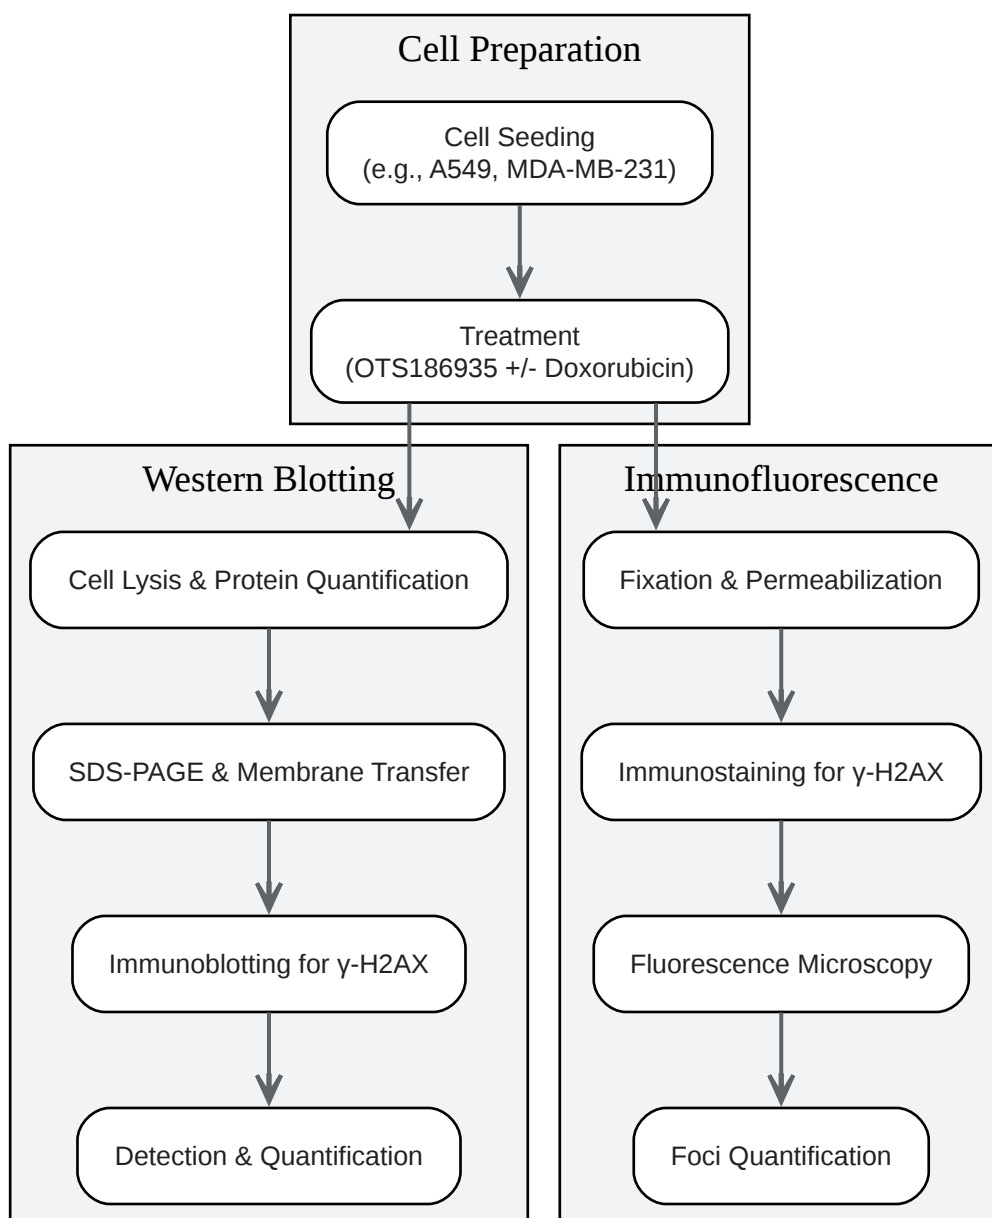 Cell Preparation
Cell Seeding
(e.g., A549, MDA-MB-231)
Treatment
(OTS186935 +/- Doxorubicin)
Western Blotting
Cell Lysis & Protein Quantification
SDS-PAGE & Membrane Transfer
Immunoblotting for γ-H2AX
Detection & Quantification
Immunofluorescence
Fixation & Permeabilization
Immunostaining for γ-H2AX
Fluorescence Microscopy
Foci Quantification